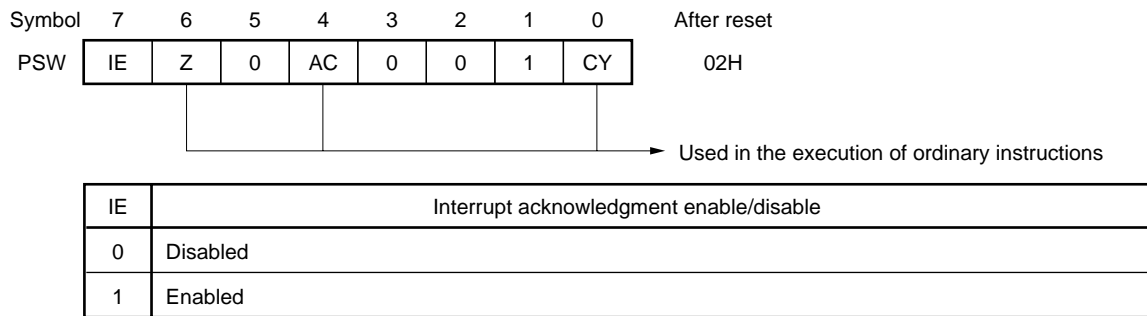 Symbol 7 6 5 4 3 2 1 0 After reset
PSW IE Z 0 AC 0 0 1 CY 02H
Used in the execution of ordinary instructions
IE Interrupt acknowledgment enable/disable
0 Disabled
1 Enabled